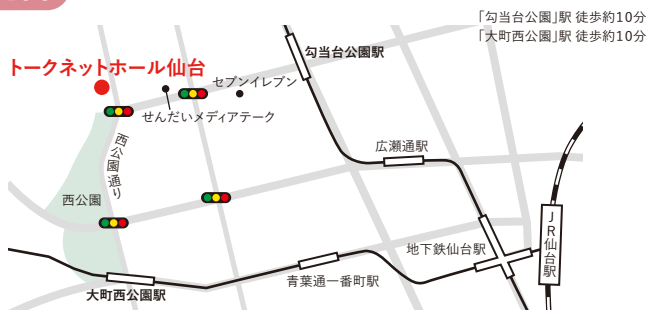 「勾当台公園」駅 徒歩約10分
「大町西公園」駅 徒歩約10分
勾当台公園駅
トークネットホール仙台
セブンイレブン
せんだいメディアテーク
広瀬通駅
西公園通り
西公園
JR仙台駅
地下鉄仙台駅
青葉通一番町駅
大町西公園駅